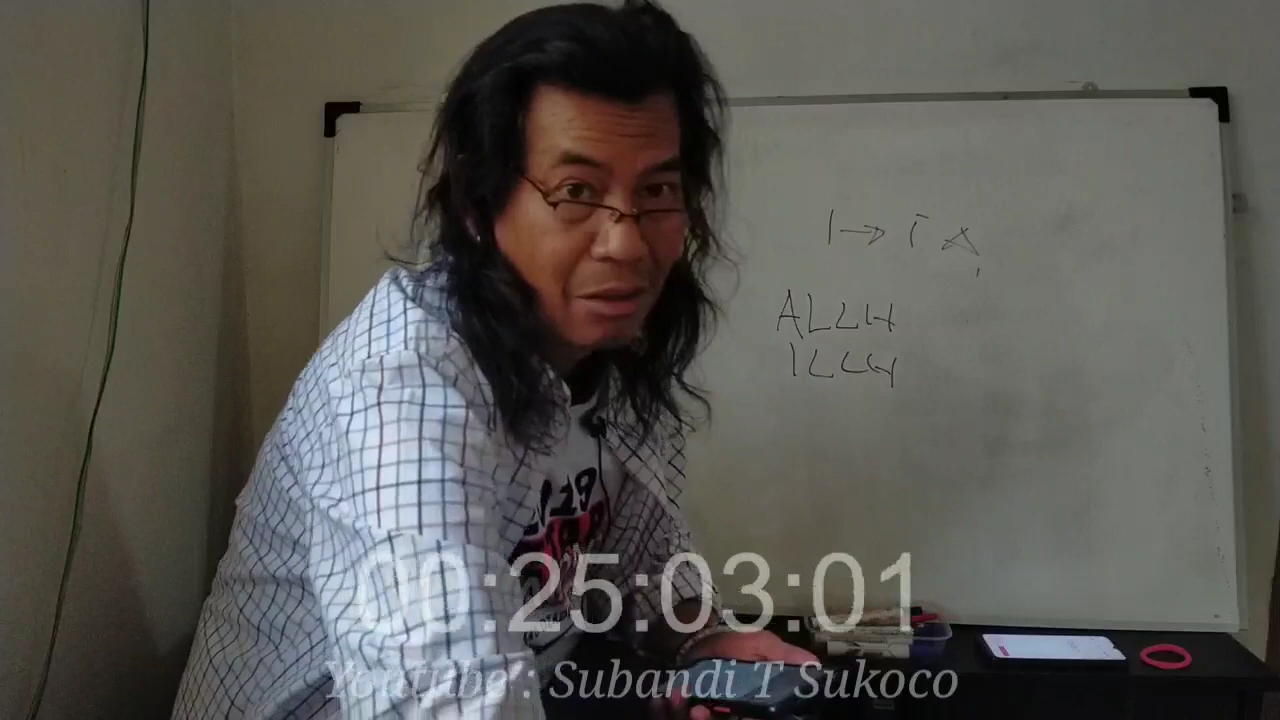 I → I A
ALLH
ILLH
00:25:03:01
Youtube : Subandi T Sukoco